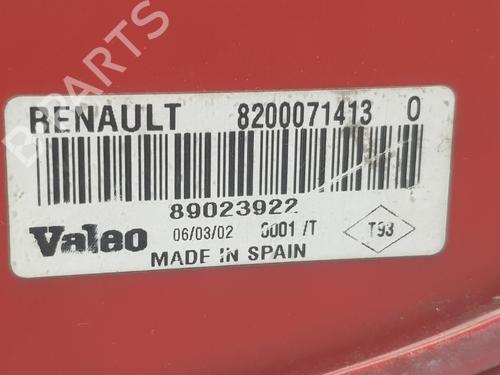 RENAULT 8200071413 0
89023922
Valeo 06/03/02 0001 /T T93
MADE IN SPAIN
B-PARTS